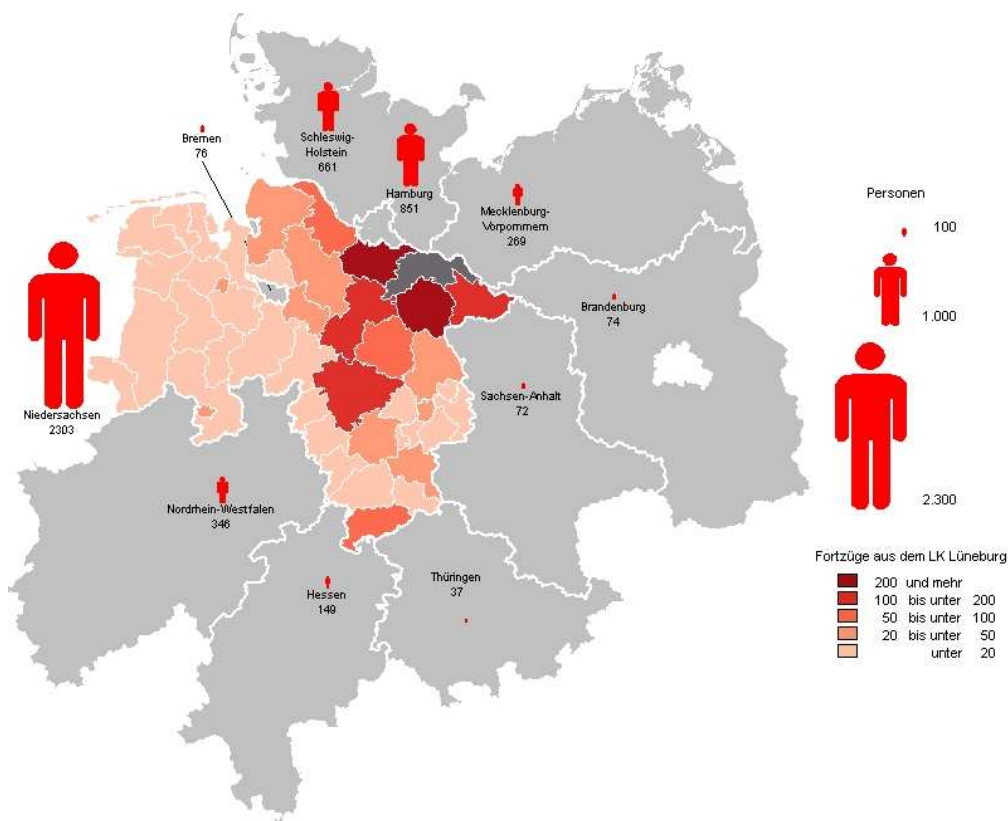 Bremen
76
Schleswig-
Holstein
661
Hamburg
851
Mecklenburg-
Vorpommern
269
Niedersachsen
2303
Brandenburg
74
Sachsen-Anhalt
72
Nordrhein-Westfalen
346
Hessen
149
Thüringen
37
Personen
100
1.000
2.300
Fortzüge aus dem LK Lüneburg
200 und mehr
100 bis unter 200
50 bis unter 100
20 bis unter 50
unter 20